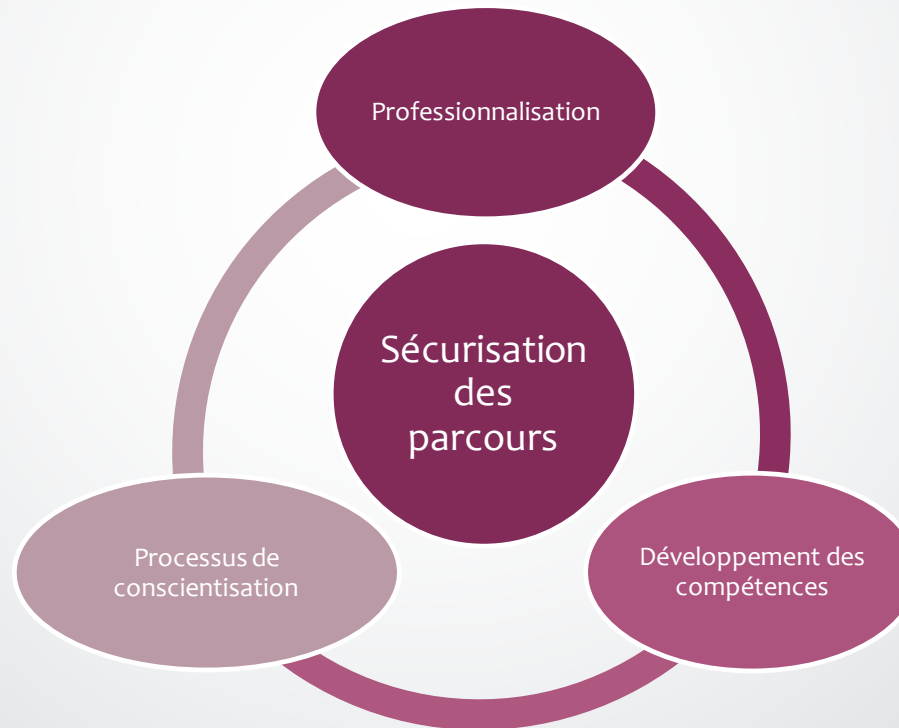 Professionnalisation
Sécurisation
des
parcours
Processus de
conscientisation
Développement des
compétences